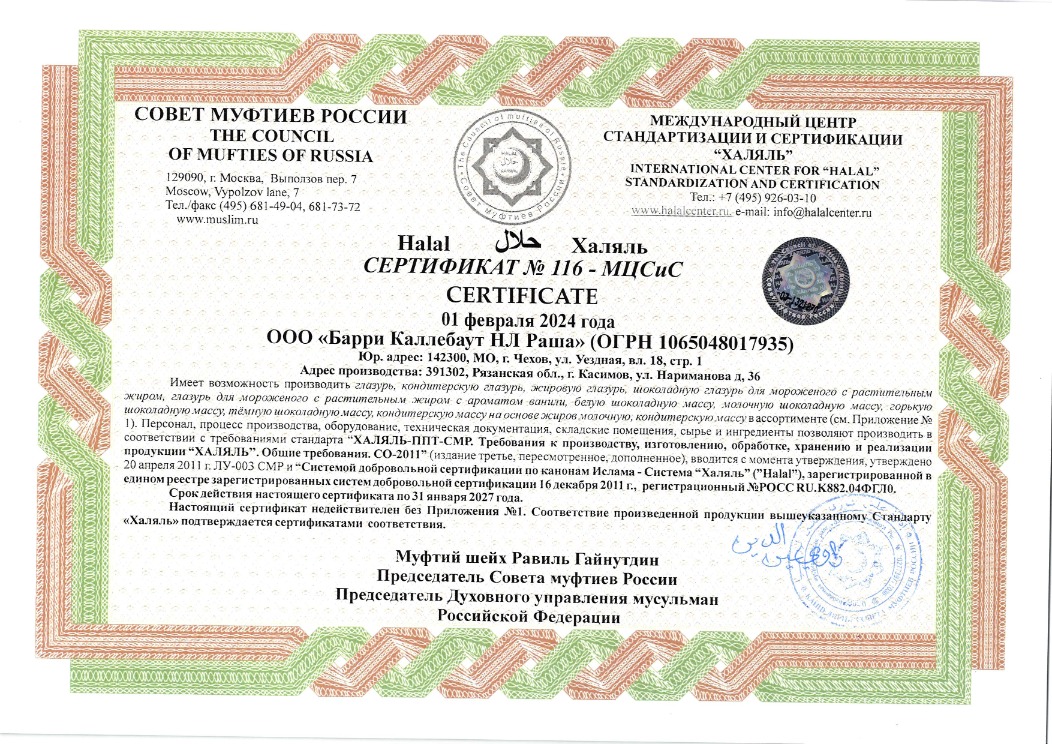 СОВЕТ МУФТИЕВ РОССИИ
THE COUNCIL
OF MUFTIES OF RUSSIA
129090, г. Москва, Выползов пер. 7
Moscow, Vypolzov lane, 7
Тел./факс (495) 681-49-04, 681-73-72
www.muslim.ru
The Council of mufties of Russia
حلال
Совет муфтиев России
МЕЖДУНАРОДНЫЙ ЦЕНТР
СТАНДАРТИЗАЦИИ И СЕРТИФИКАЦИИ
“ХАЛЯЛЬ”
INTERNATIONAL CENTER FOR “HALAL”
STANDARDIZATION AND CERTIFICATION
Тел.: +7 (495) 926-03-10
www.halalcenter.ru. e-mail: info@halalcenter.ru
Halal حلال Халяль
СЕРТИФИКАТ № 116 - МЦСиС
CERTIFICATE
01 февраля 2024 года
ООО «Барри Каллебаут НЛ Раша» (ОГРН 1065048017935)
Юр. адрес: 142300, МО, г. Чехов, ул. Уездная, вл. 18, стр. 1
Адрес производства: 391302, Рязанская обл., г. Касимов, ул. Нариманова д, 36
Имеет возможность производить глазурь, кондитерскую глазурь, жировую глазурь, шоколадную глазурь для мороженого с растительным
жиром, глазурь для мороженого с растительным жиром с ароматом ванили, белую шоколадную массу, молочную шоколадную массу, горькую
шоколадную массу, тёмную шоколадную массу, кондитерскую массу на основе жиров молочную, кондитерскую массу в ассортименте (см. Приложение №
1). Персонал, процесс производства, оборудование, техническая документация, складские помещения, сырье и ингредиенты позволяют производить в
соответствии с требованиями стандарта “ХАЛЯЛЬ-ППТ-СМР. Требования к производству, изготовлению, обработке, хранению и реализации
продукции “ХАЛЯЛЬ”. Общие требования. СО-2011” (издание третье, пересмотренное, дополненное), вводится с момента утверждения, утверждено
20 апреля 2011 г. ЛУ-003 СМР и “Системой добровольной сертификации по канонам Ислама - Система “Халяль” (”Halal”), зарегистрированной в
едином реестре зарегистрированных систем добровольной сертификации 16 декабря 2011 г., регистрационный №РОСС RU.К882.04ФГЛ0.
Срок действия настоящего сертификата по 31 января 2027 года.
Настоящий сертификат недействителен без Приложения №1. Соответствие произведенной продукции вышеуказанному Стандарту
«Халяль» подтверждается сертификатами соответствия.
Муфтий шейх Равиль Гайнутдин
Председатель Совета муфтиев России
Председатель Духовного управления мусульман
Российской Федерации